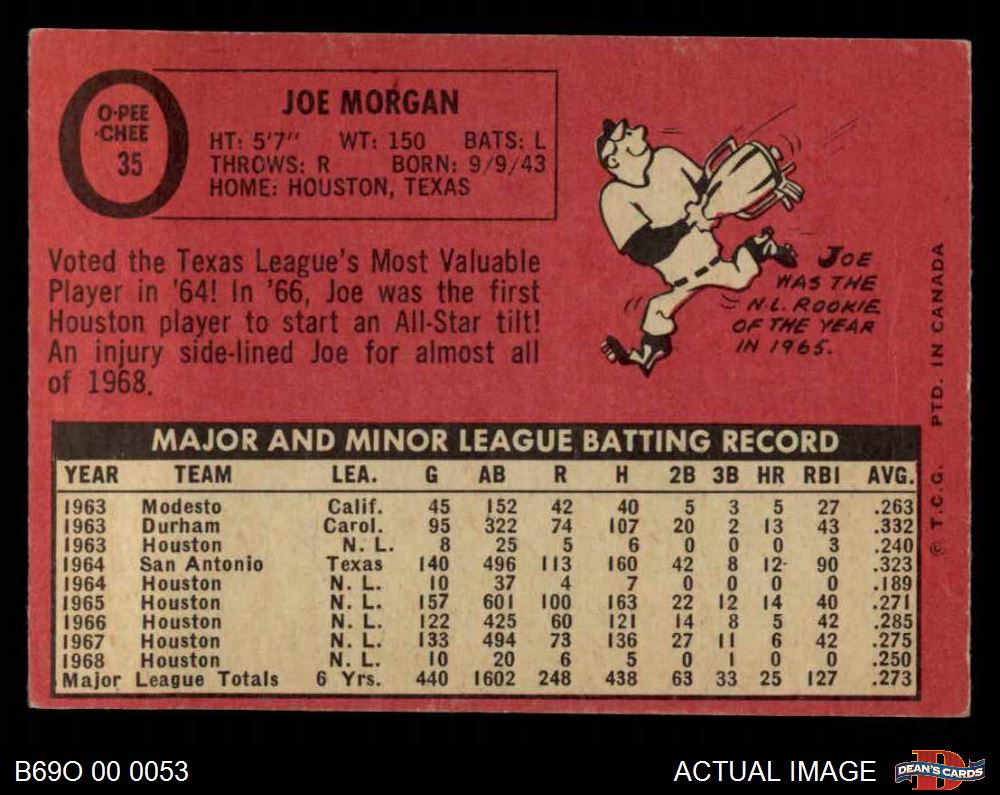 O-PEE
-CHEE
35
JOE MORGAN
HT: 5'7" WT: 150 BATS: L
THROWS: R BORN: 9/9/43
HOME: HOUSTON, TEXAS
Voted the Texas League's Most Valuable
Player in '64! In '66, Joe was the first
Houston player to start an All-Star tilt!
An injury side-lined Joe for almost all
of 1968.
JOE
WAS THE
N.L. ROOKIE
OF THE YEAR
IN 1965.
© T.C.G. PTD. IN CANADA
MAJOR AND MINOR LEAGUE BATTING RECORD
YEAR TEAM LEA. G AB R H 2B 3B HR RBI AVG.
1963 Modesto Calif. 45 152 42 40 5 3 5 27 .263
1963 Durham Carol. 95 322 74 107 20 2 13 43 .332
1963 Houston N. L. 8 25 5 6 0 0 0 3 .240
1964 San Antonio Texas 140 496 113 160 42 8 12 90 .323
1964 Houston N. L. 10 37 4 7 0 0 0 0 .189
1965 Houston N. L. 157 601 100 163 22 12 14 40 .271
1966 Houston N. L. 122 425 60 121 14 8 5 42 .285
1967 Houston N. L. 133 494 73 136 27 11 6 42 .275
1968 Houston N. L. 10 20 6 5 0 1 0 0 .250
Major League Totals 6 Yrs. 440 1602 248 438 63 33 25 127 .273
B69O 00 0053
ACTUAL IMAGE
D
DEAN'S CARDS